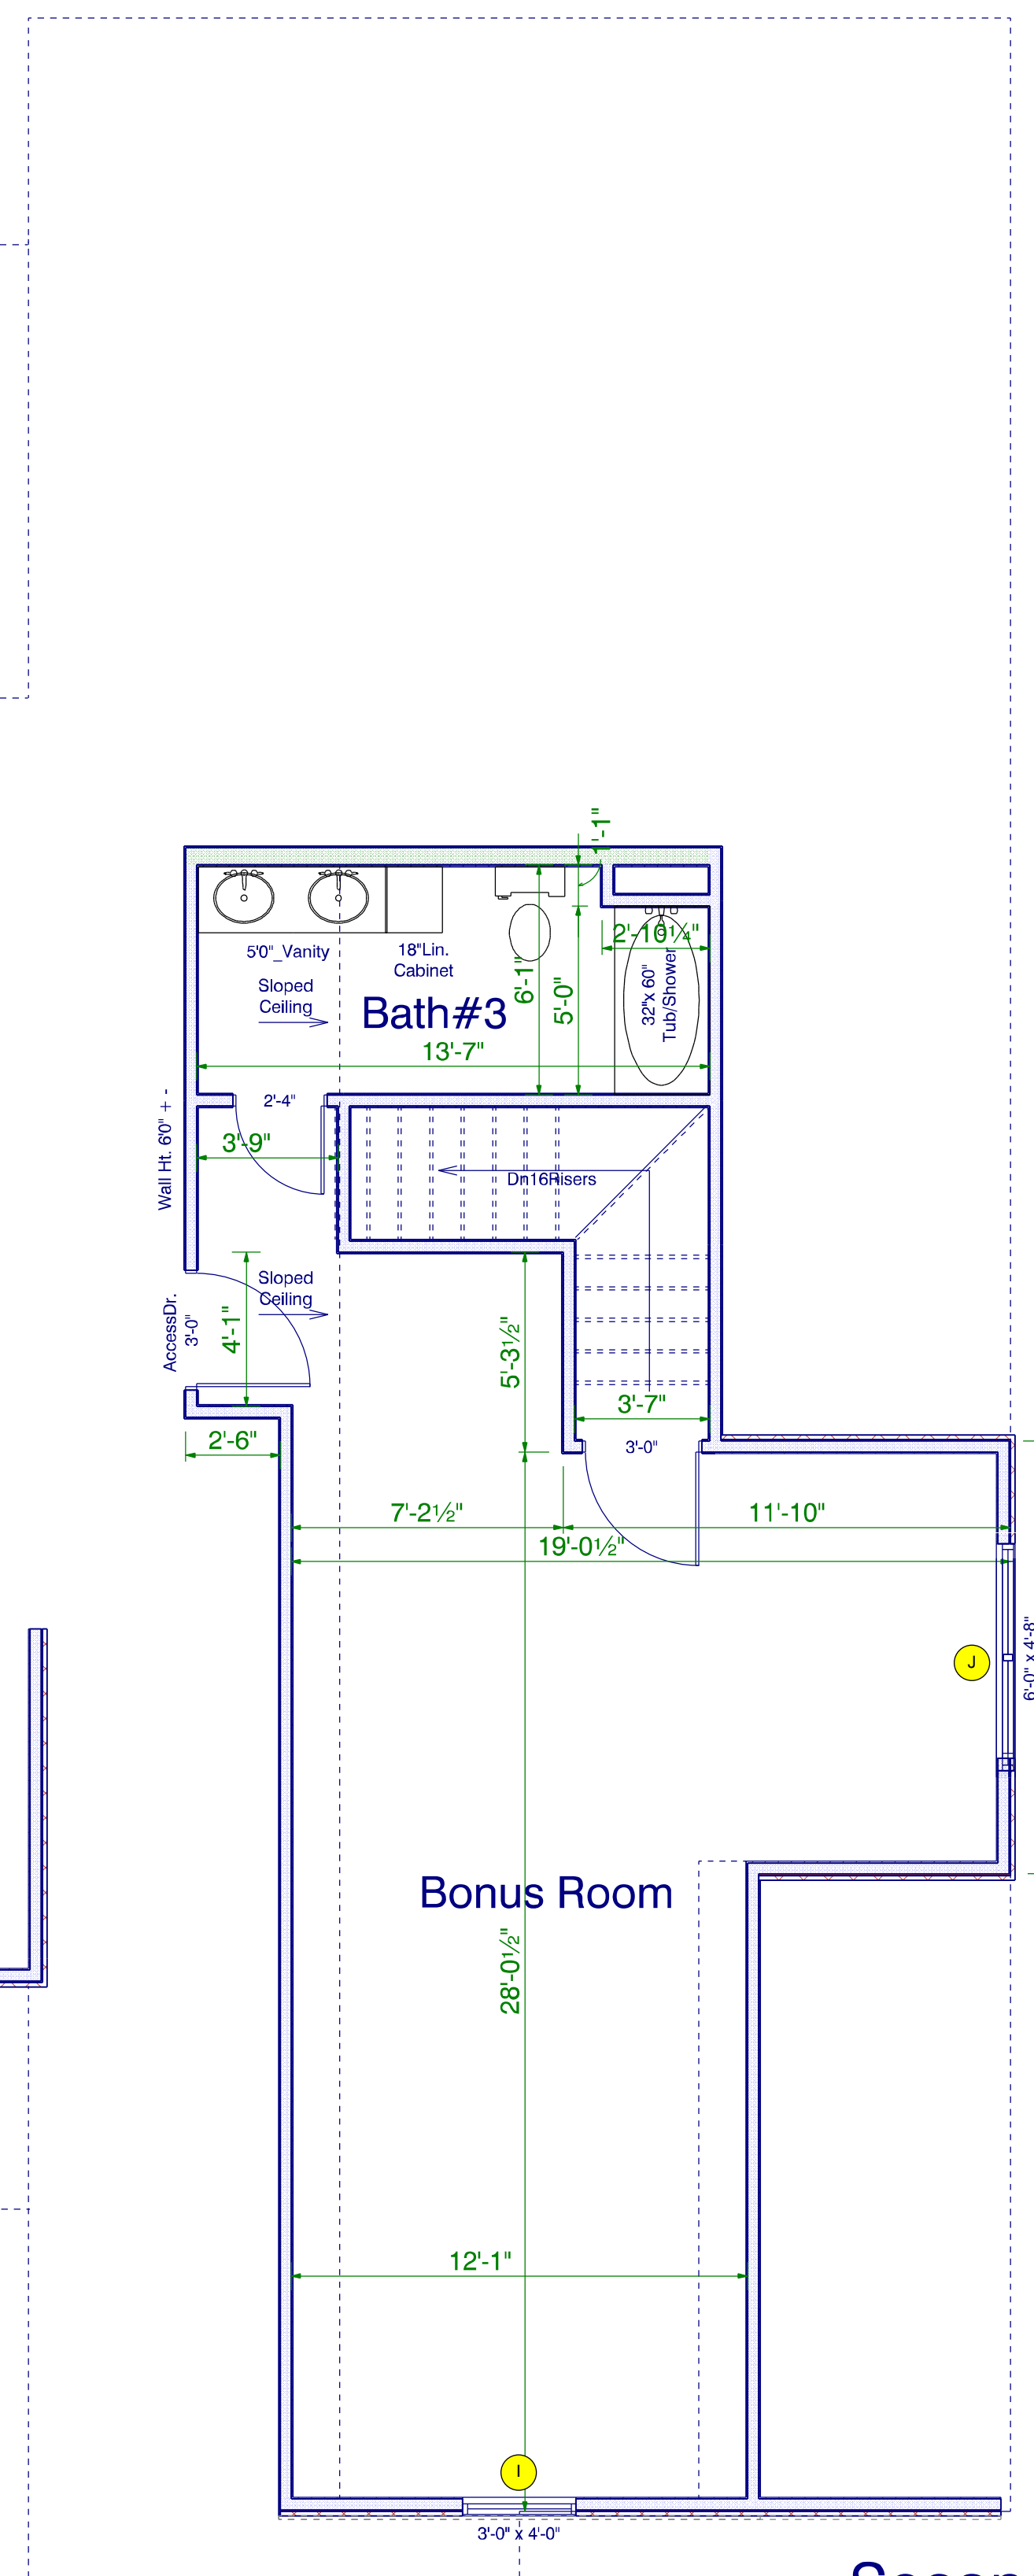 1'-1"
2'-10¼"
5'0"_Vanity
18"Lin.
Cabinet
6'-1"
5'-0"
32"x 60"
Tub/Shower
Sloped
Ceiling
Bath#3
13'-7"
2'-4"
Wall Ht. 6'0" + -
3'-9"
Dn16Risers
Sloped
Ceiling
AccessDr.
3'-0"
4'-1"
5'-3½"
3'-7"
2'-6"
3'-0"
7'-2½"
11'-10"
19'-0½"
J
6'-0" x 4'-8"
Bonus Room
28'-0½"
12'-1"
I
3'-0" x 4'-0"